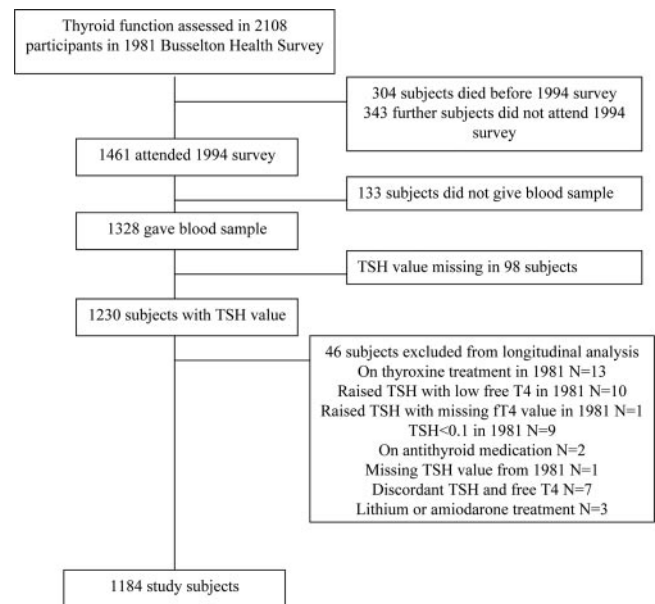 Thyroid function assessed in 2108
participants in 1981 Busselton Health Survey
304 subjects died before 1994 survey
343 further subjects did not attend 1994
survey
1461 attended 1994 survey
133 subjects did not give blood sample
1328 gave blood sample
TSH value missing in 98 subjects
1230 subjects with TSH value
46 subjects excluded from longitudinal analysis
On thyroxine treatment in 1981 N=13
Raised TSH with low free T4 in 1981 N=10
Raised TSH with missing fT4 value in 1981 N=1
TSH<0.1 in 1981 N=9
On antithyroid medication N=2
Missing TSH value from 1981 N=1
Discordant TSH and free T4 N=7
Lithium or amiodarone treatment N=3
1184 study subjects